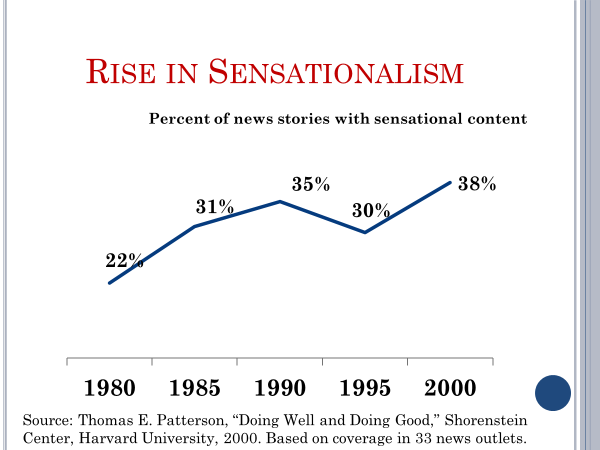 RISE IN SENSATIONALISM
Percent of news stories with sensational content
22%
31%
35%
30%
38%
1980 1985 1990 1995 2000
Source: Thomas E. Patterson, “Doing Well and Doing Good,” Shorenstein
Center, Harvard University, 2000. Based on coverage in 33 news outlets.